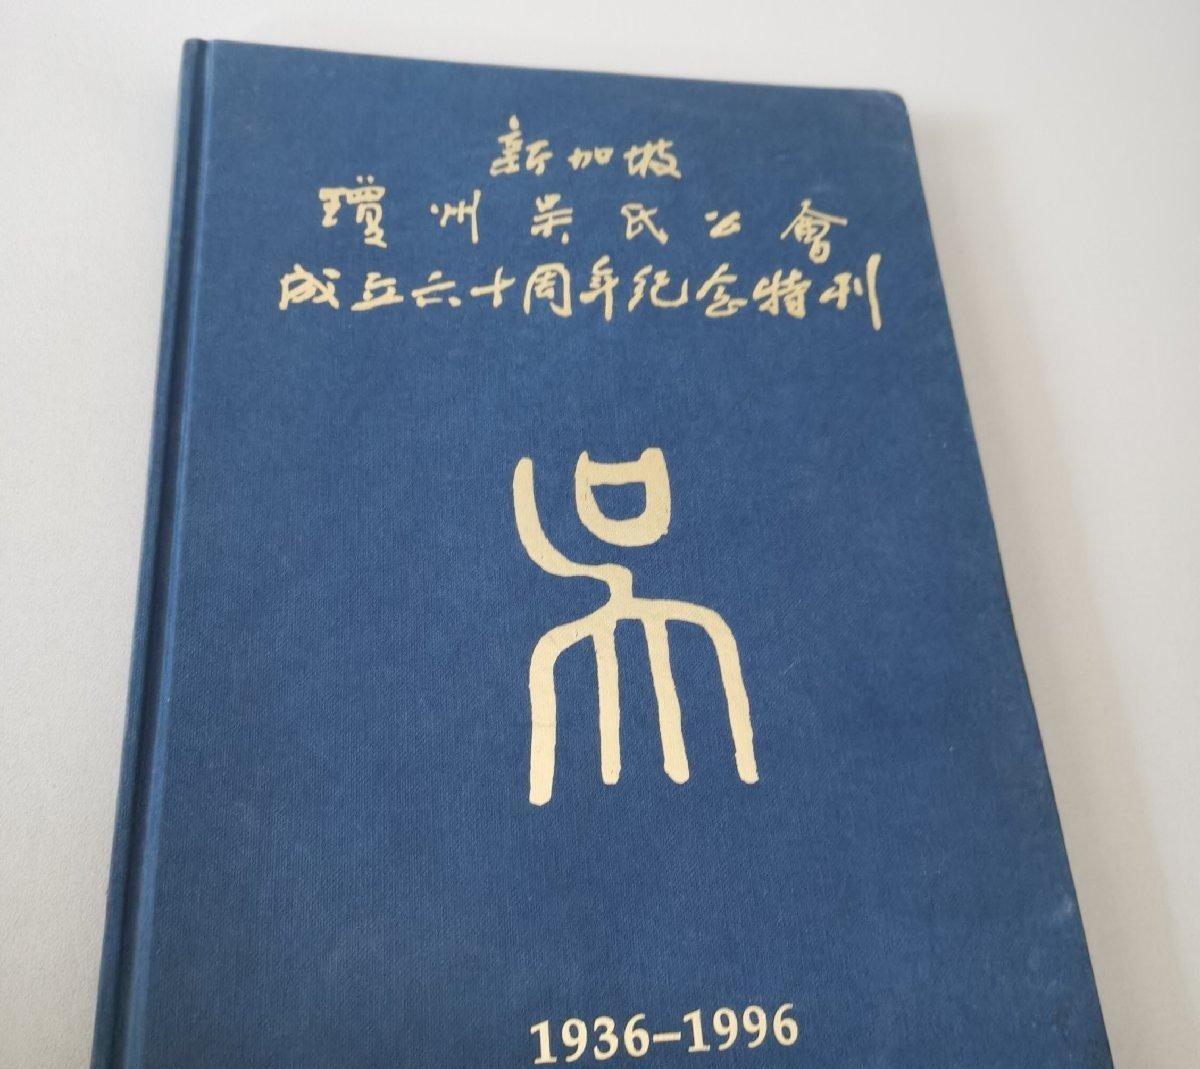 新加坡
瓊州吳氏公會
成立六十周年紀念特刊
吳
1936–1996